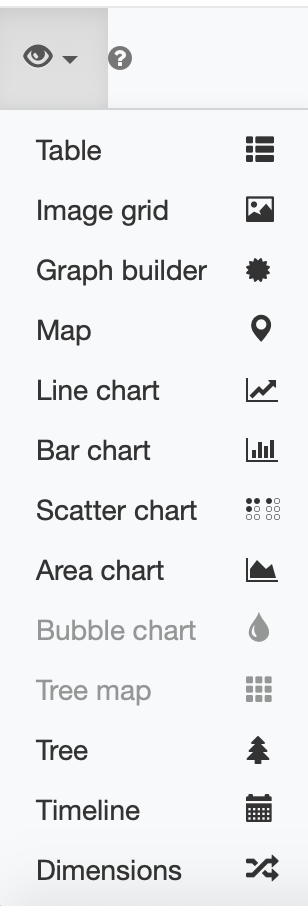 Table
Image grid
Graph builder
Map
Line chart
Bar chart
Scatter chart
Area chart
Bubble chart
Tree map
Tree
Timeline
Dimensions